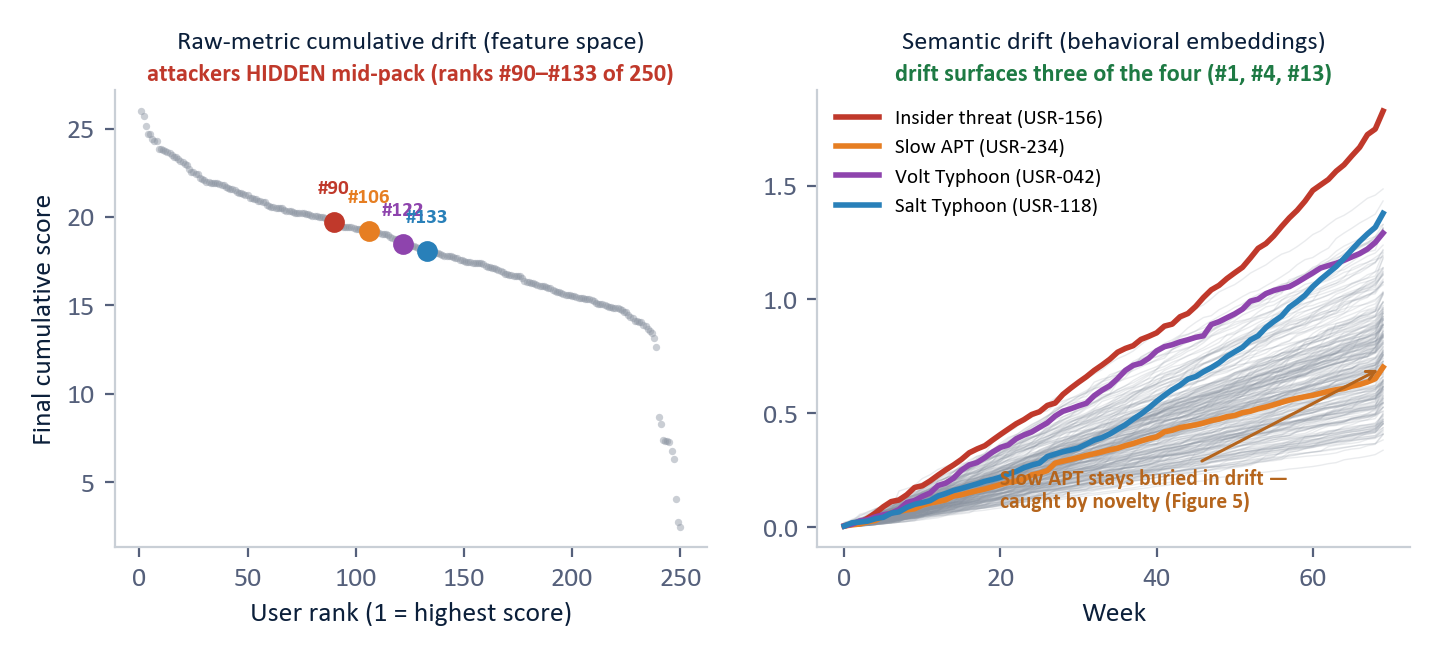 Raw-metric cumulative drift (feature space)
attackers HIDDEN mid-pack (ranks #90–#133 of 250)
25
20
15
10
5
Final cumulative score
#90
#106
#122
#133
0
50
100
150
200
250
User rank (1 = highest score)
Semantic drift (behavioral embeddings)
drift surfaces three of the four (#1, #4, #13)
Insider threat (USR-156)
Slow APT (USR-234)
Volt Typhoon (USR-042)
Salt Typhoon (USR-118)
1.5
1.0
0.5
0.0
Slow APT stays buried in drift —
caught by novelty (Figure 5)
0
20
40
60
Week